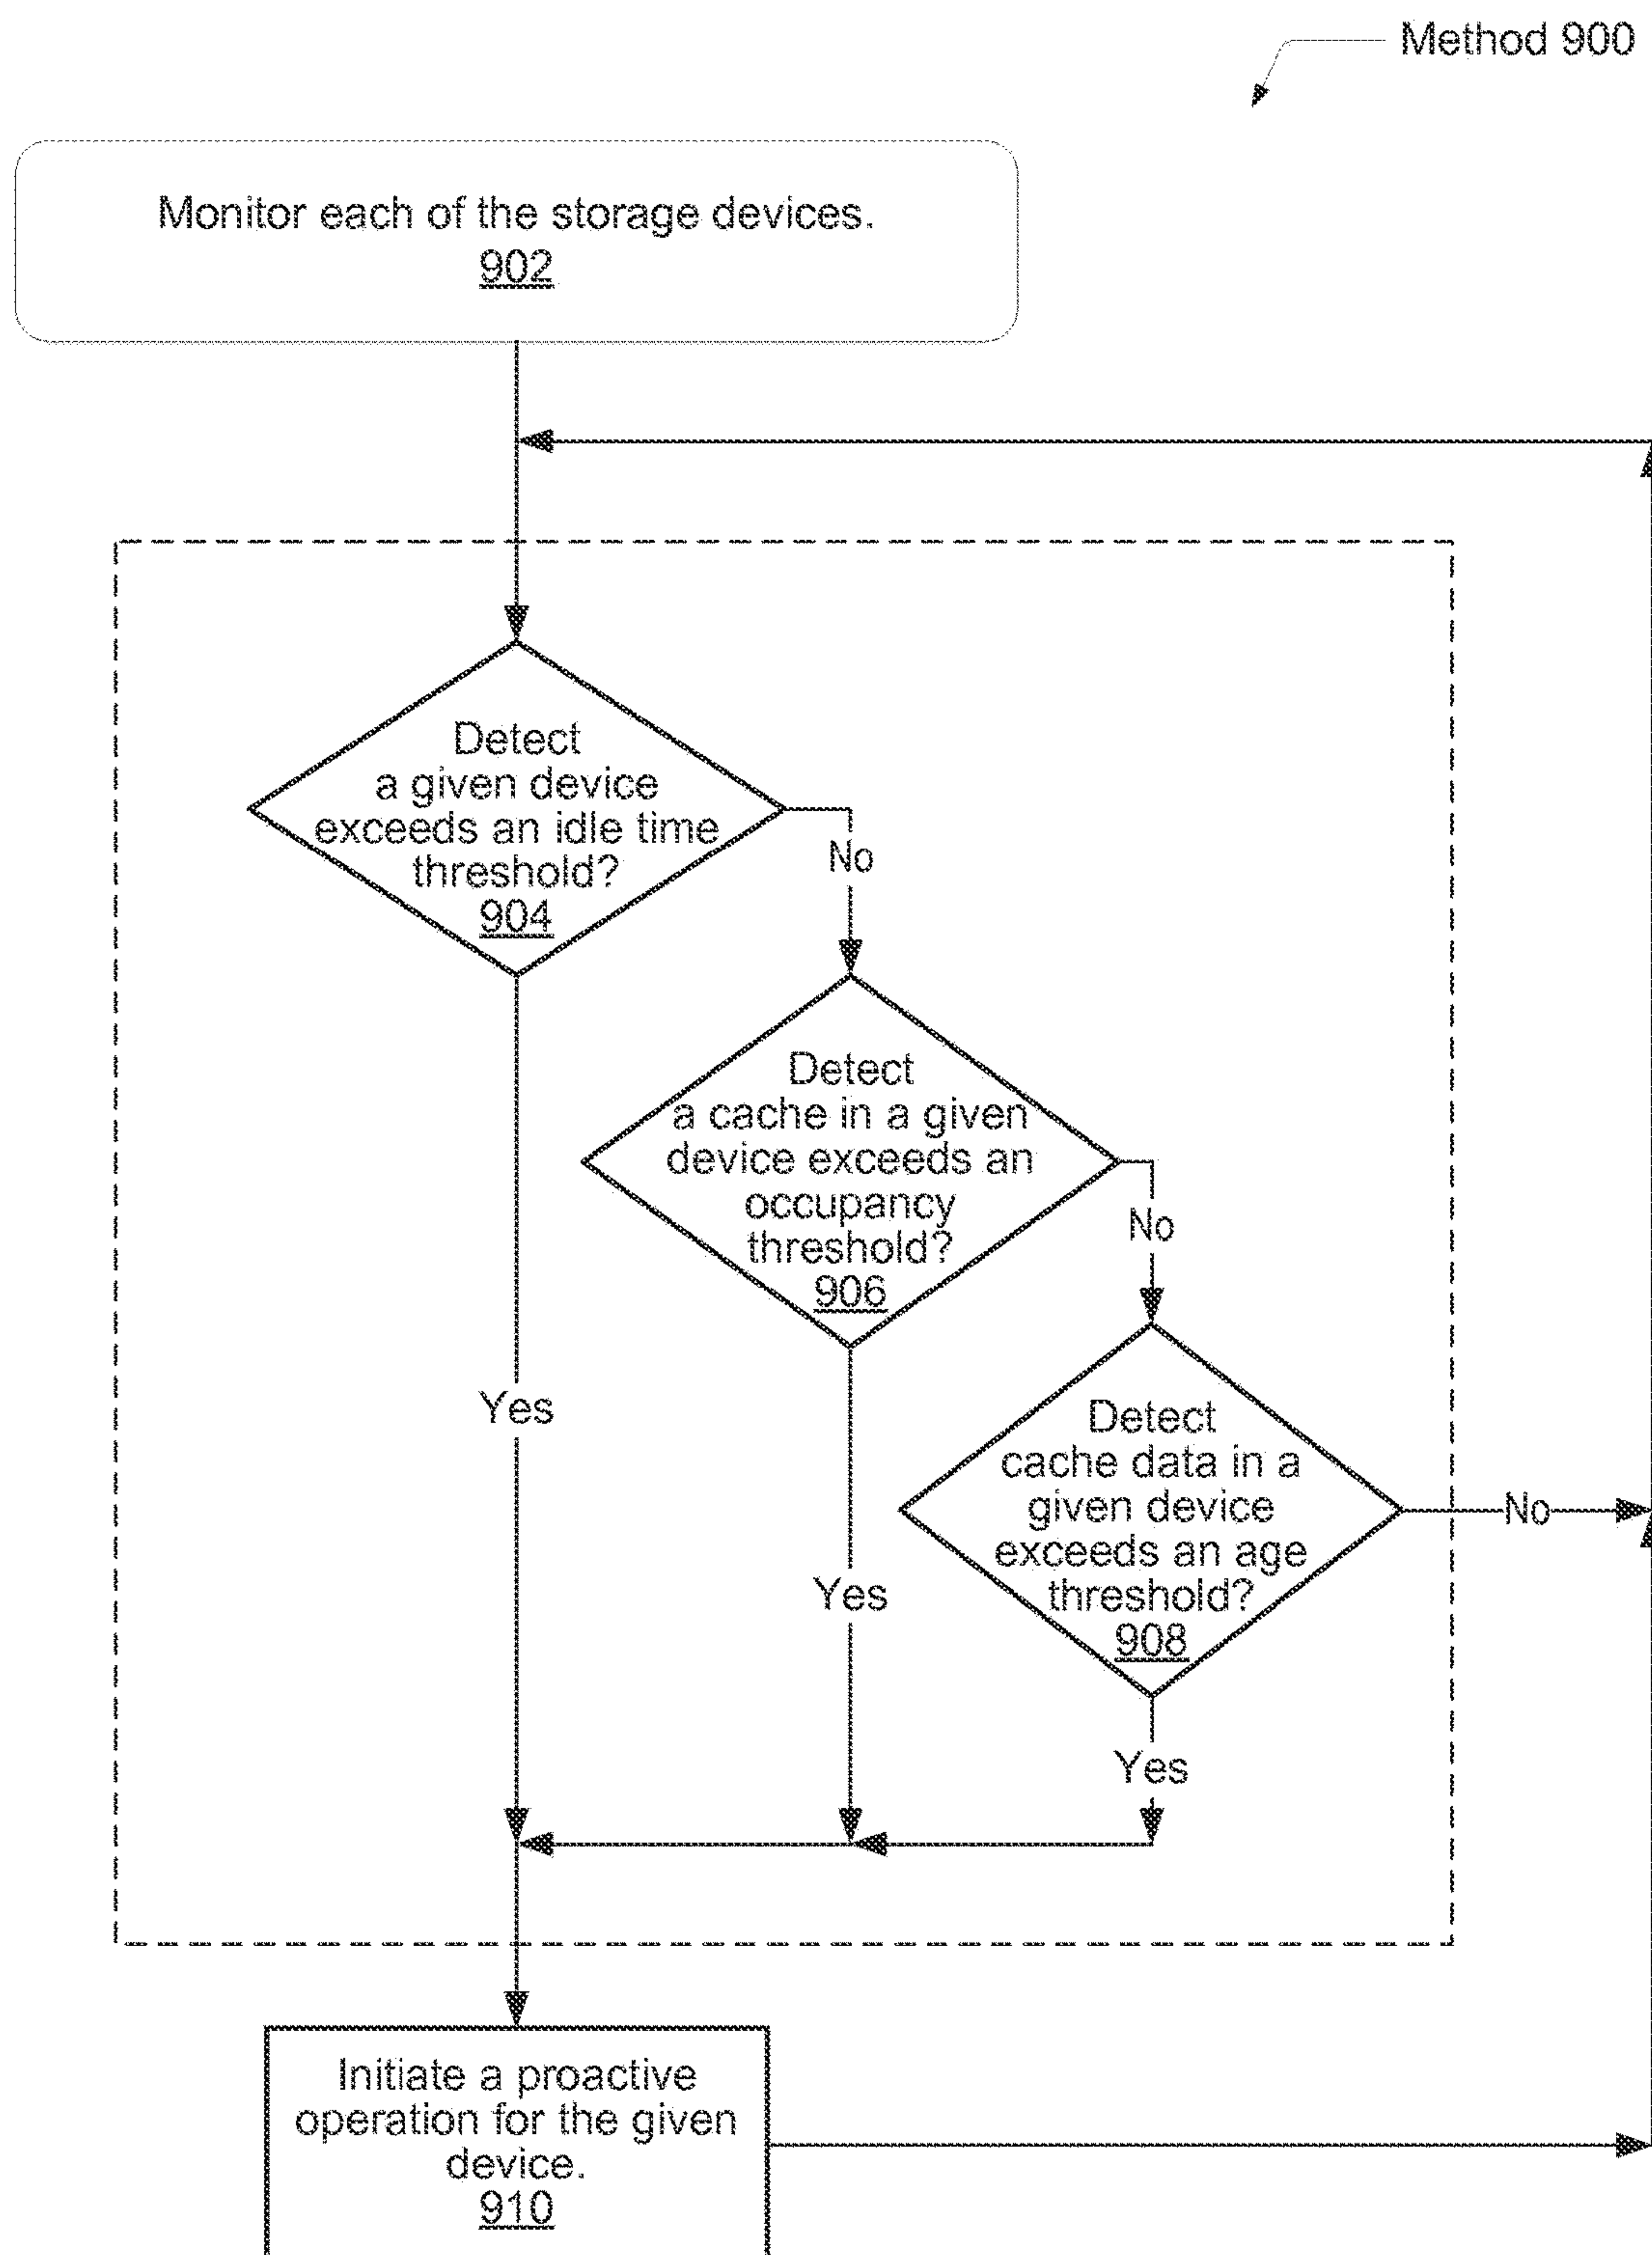 Method 900
Monitor each of the storage devices.
902
Detect
a given device
exceeds an idle time
threshold?
904
No
Detect
a cache in a given
device exceeds an
occupancy
threshold?
906
No
Detect
cache data in a
given device
exceeds an age
threshold?
908
No
Yes
Yes
Yes
Initiate a proactive
operation for the given
device.
910